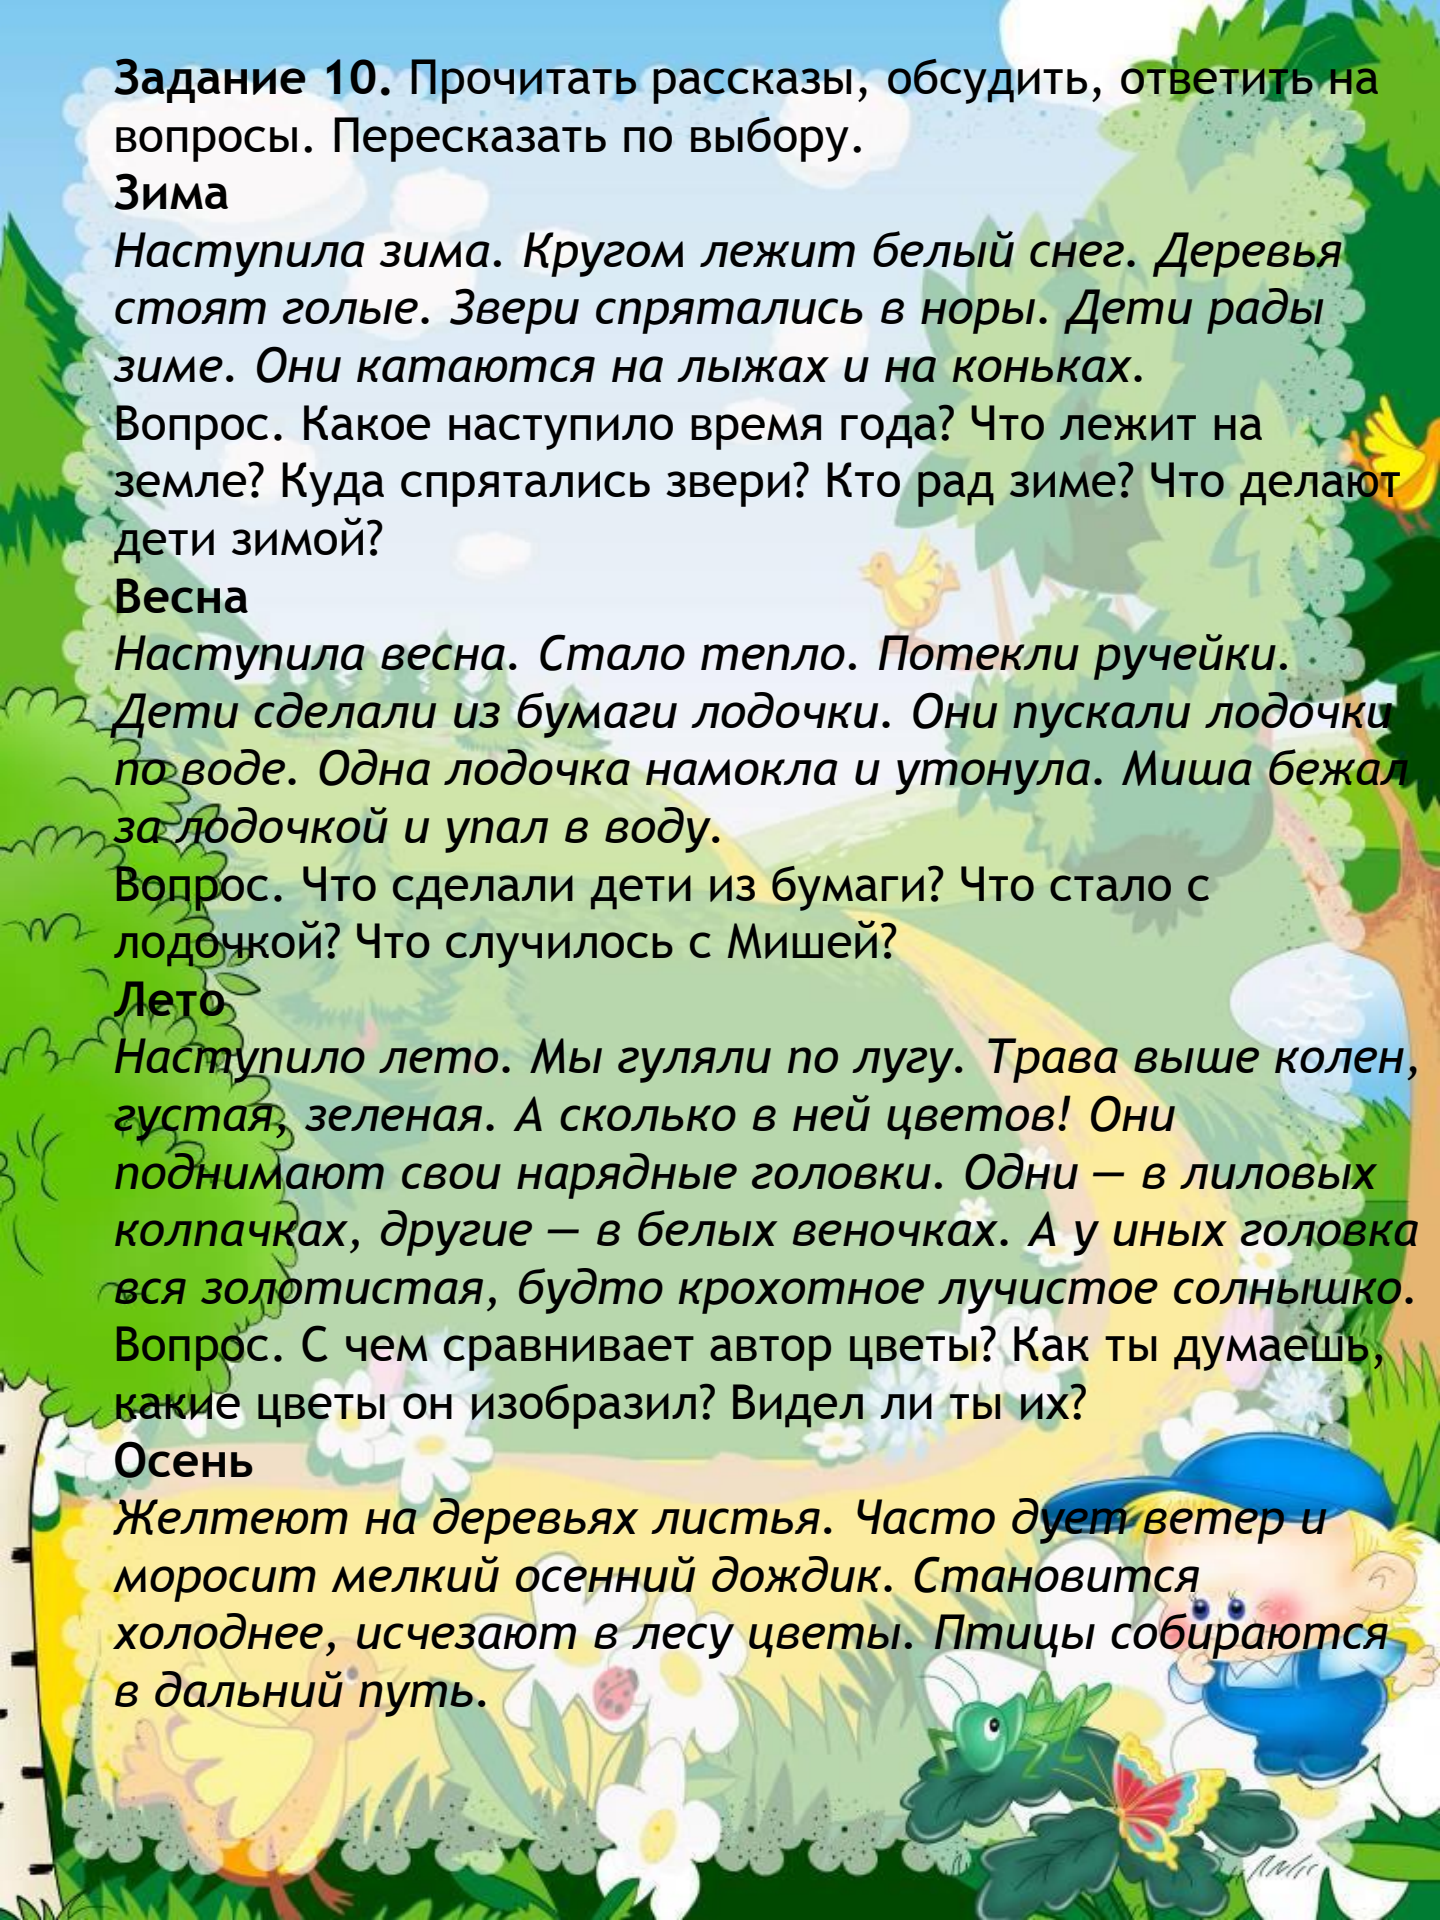 Задание 10. Прочитать рассказы, обсудить, ответить на
вопросы. Пересказать по выбору.
Зима
Наступила зима. Кругом лежит белый снег. Деревья
стоят голые. Звери спрятались в норы. Дети рады
зиме. Они катаются на лыжах и на коньках.
Вопрос. Какое наступило время года? Что лежит на
земле? Куда спрятались звери? Кто рад зиме? Что делают
дети зимой?
Весна
Наступила весна. Стало тепло. Потекли ручейки.
Дети сделали из бумаги лодочки. Они пускали лодочки
по воде. Одна лодочка намокла и утонула. Миша бежал
за лодочкой и упал в воду.
Вопрос. Что сделали дети из бумаги? Что стало с
лодочкой? Что случилось с Мишей?
Лето
Наступило лето. Мы гуляли по лугу. Трава выше колен,
густая, зеленая. А сколько в ней цветов! Они
поднимают свои нарядные головки. Одни — в лиловых
колпачках, другие — в белых веночках. А у иных головка
вся золотистая, будто крохотное лучистое солнышко.
Вопрос. С чем сравнивает автор цветы? Как ты думаешь,
какие цветы он изобразил? Видел ли ты их?
Осень
Желтеют на деревьях листья. Часто дует ветер и
моросит мелкий осенний дождик. Становится
холоднее, исчезают в лесу цветы. Птицы собираются
в дальний путь.